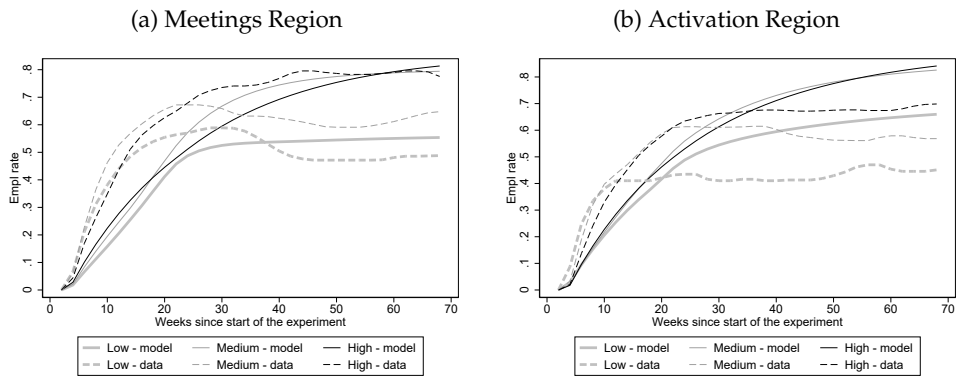 (a) Meetings Region
Empl rate
0 .1 .2 .3 .4 .5 .6 .7 .8
0 10 20 30 40 50 60 70
Weeks since start of the experiment
Low - model Medium - model High - model
Low - data Medium - data High - data
(b) Activation Region
Empl rate
0 .1 .2 .3 .4 .5 .6 .7 .8
0 10 20 30 40 50 60 70
Weeks since start of the experiment
Low - model Medium - model High - model
Low - data Medium - data High - data